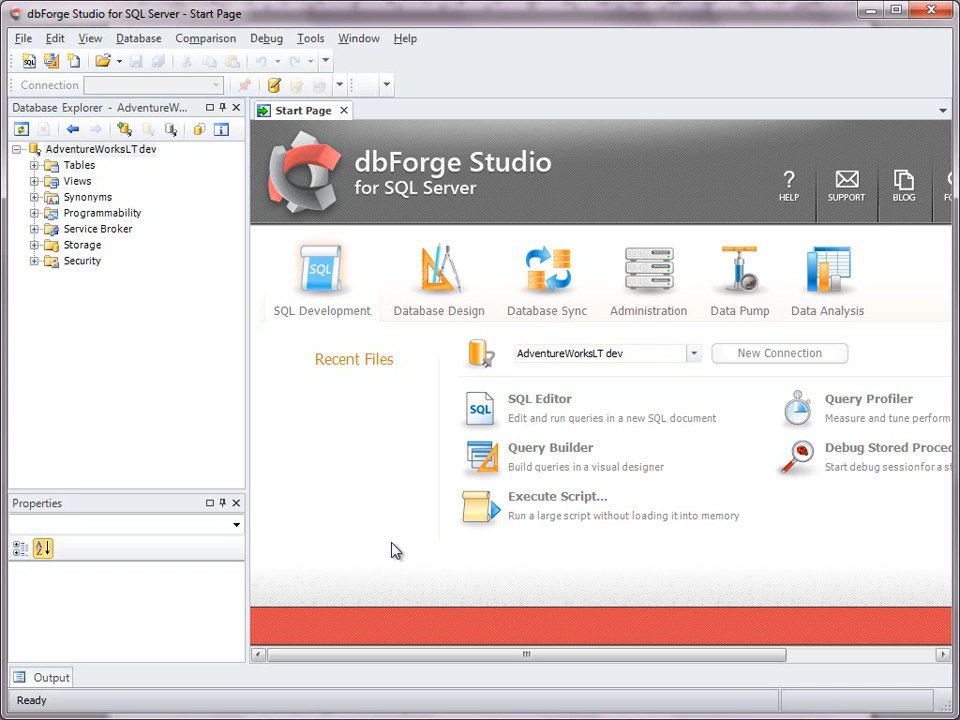 dbForge Studio for SQL Server - Start Page
File Edit View Database Comparison Debug Tools Window Help
Connection
Database Explorer - AdventureW...
Start Page
AdventureWorksLT dev
Tables
Views
Synonyms
Programmability
Service Broker
Storage
Security
dbForge Studio
for SQL Server
HELP
SUPPORT
BLOG
SQL
SQL Development
Database Design
Database Sync
Administration
Data Pump
Data Analysis
Recent Files
AdventureWorksLT dev
New Connection
SQL
SQL Editor
Edit and run queries in a new SQL document
Query Profiler
Measure and tune perform
Query Builder
Build queries in a visual designer
Debug Stored Proce
Start debug sessionfor a s
Execute Script...
Run a large script without loading it into memory
Properties
Output
Ready